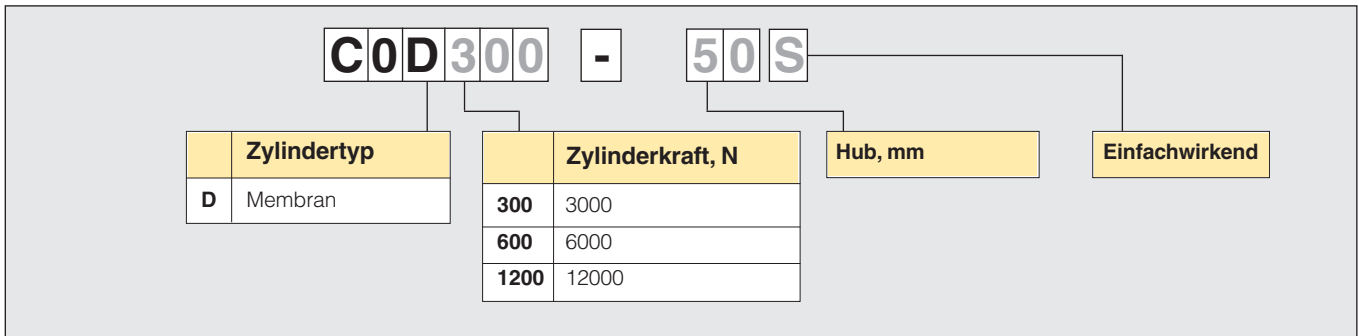 C0D300 - 50S
Zylindertyp
D Membran
Zylinderkraft, N
300 3000
600 6000
1200 12000
Hub, mm
Einfachwirkend